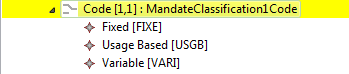 Code [1,1] : MandateClassification1Code
Fixed [FIXE]
Usage Based [USGB]
Variable [VARI]